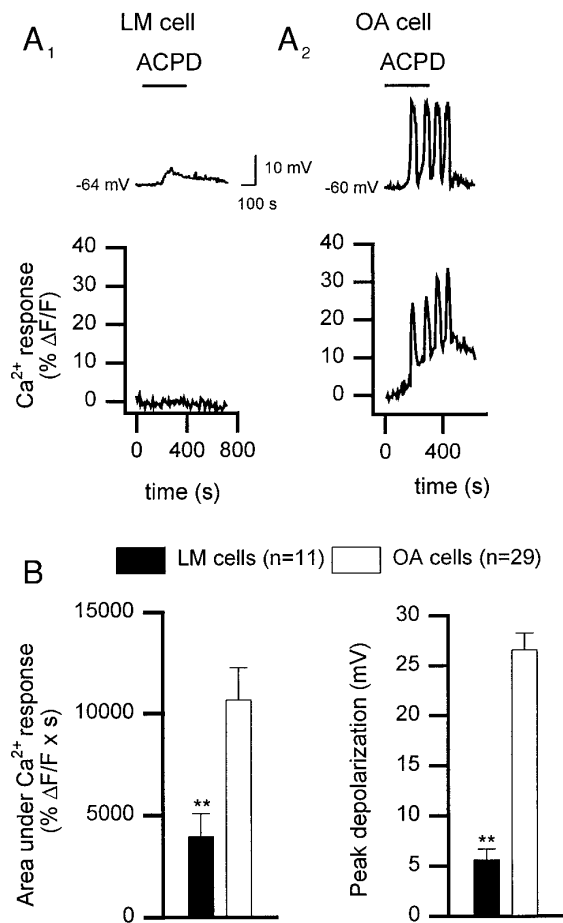 A1 LM cell
A2 OA cell
ACPD
ACPD
-64 mV
10 mV
100 s
-60 mV
Ca2+ response
(% ΔF/F)
40
30
20
10
0
0 400 800
time (s)
40
30
20
10
0
0 400
time (s)
B
LM cells (n=11)
OA cells (n=29)
Area under Ca2+ response
(% ΔF/F x s)
15000
10000
5000
0
**
Peak depolarization (mV)
30
25
20
15
10
5
0
**